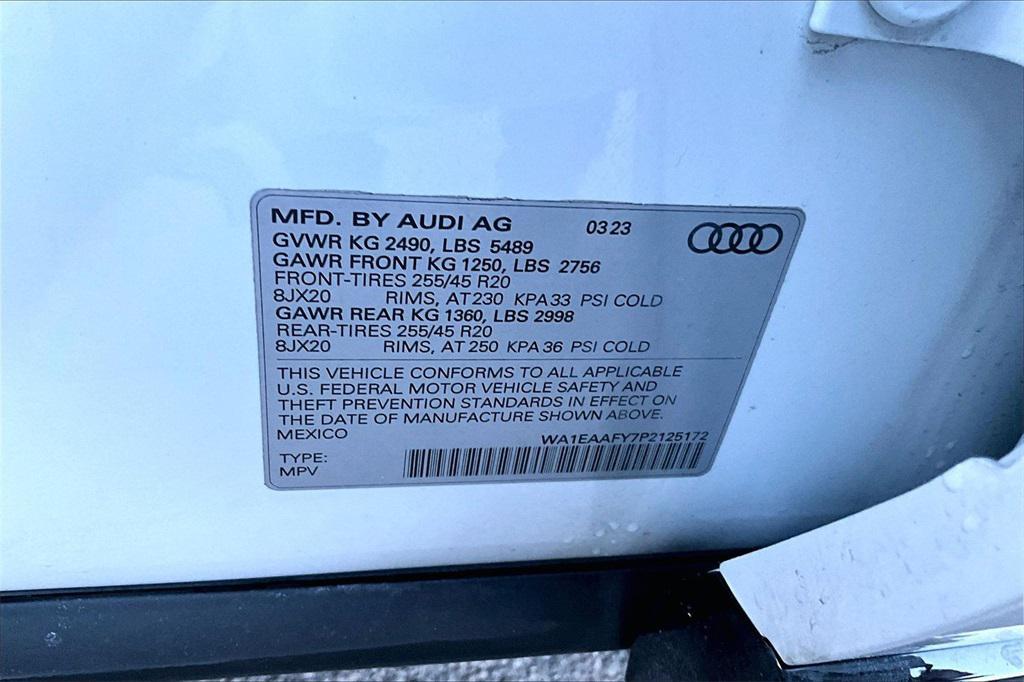 MFD. BY AUDI AG 03 23
GVWR KG 2490, LBS 5489
GAWR FRONT KG 1250, LBS 2756
FRONT-TIRES 255/45 R20
8JX20 RIMS, AT 230 KPA 33 PSI COLD
GAWR REAR KG 1360, LBS 2998
REAR-TIRES 255/45 R20
8JX20 RIMS, AT 250 KPA 36 PSI COLD
THIS VEHICLE CONFORMS TO ALL APPLICABLE
U.S. FEDERAL MOTOR VEHICLE SAFETY AND
THEFT PREVENTION STANDARDS IN EFFECT ON
THE DATE OF MANUFACTURE SHOWN ABOVE.
MEXICO WA1EAAFY7P2125172
TYPE:
MPV